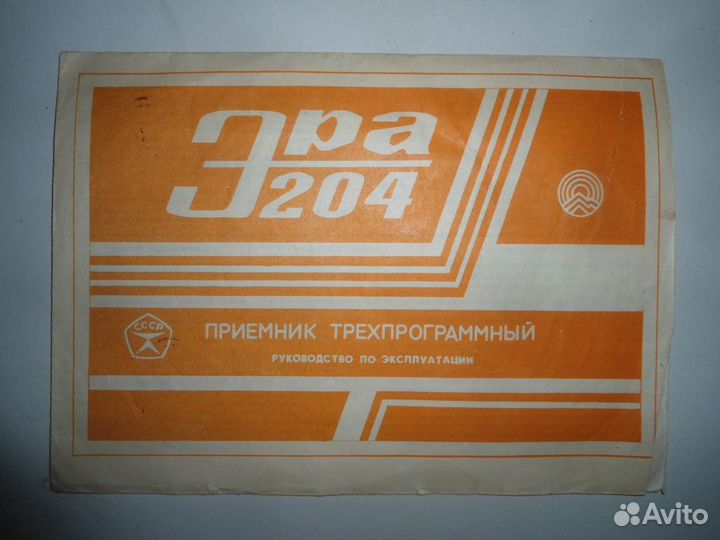 Эра
204
СССР
ПРИЕМНИК ТРЕХПРОГРАММНЫЙ
РУКОВОДСТВО ПО ЭКСПЛУАТАЦИИ
Avito